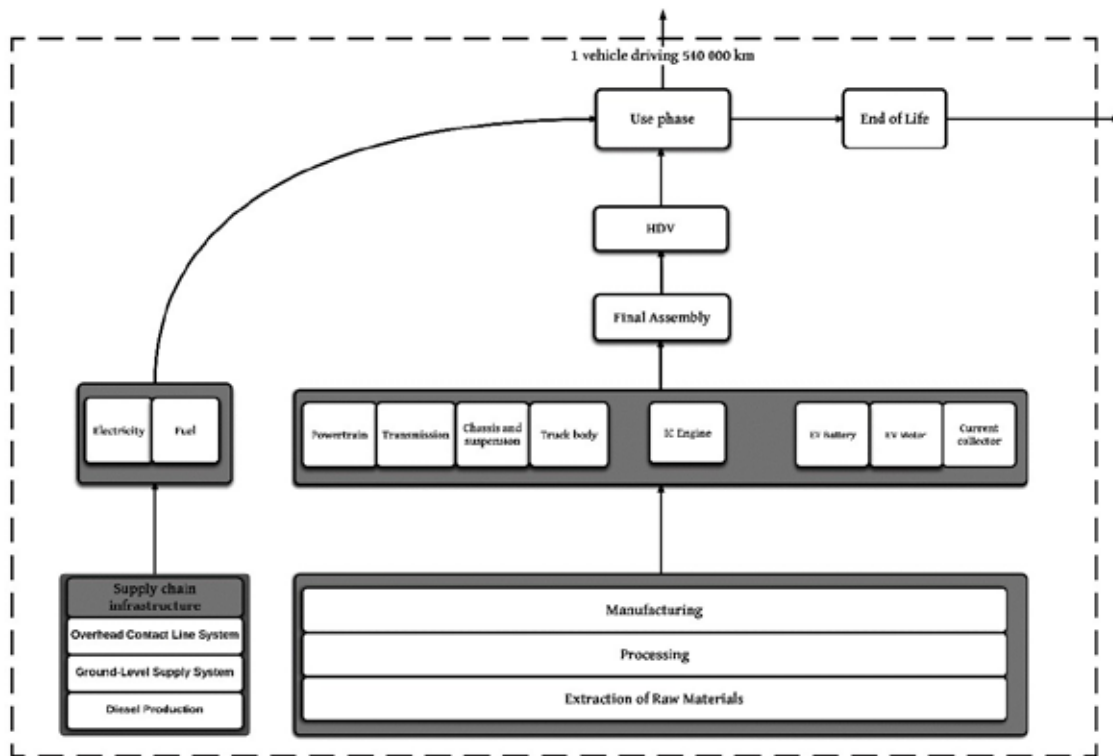 1 vehicle driving 540 000 km
Use phase
End of Life
HDV
Final Assembly
Electricity
Fuel
Powertrain
Transmission
Chassis and
suspension
Truck body
IC Engine
EV Battery
EV Motor
Current
collector
Supply chain
infrastructure
Overhead Contact Line System
Ground-Level Supply System
Diesel Production
Manufacturing
Processing
Extraction of Raw Materials